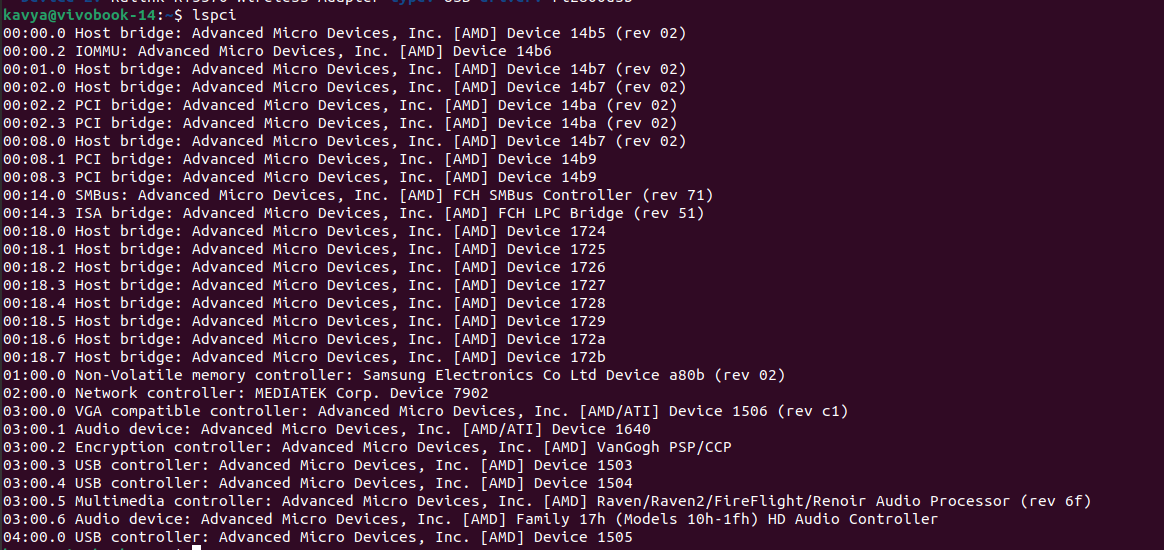 kavya@vivobook-14:~$ lspci
00:00.0 Host bridge: Advanced Micro Devices, Inc. [AMD] Device 14b5 (rev 02)
00:00.2 IOMMU: Advanced Micro Devices, Inc. [AMD] Device 14b6
00:01.0 Host bridge: Advanced Micro Devices, Inc. [AMD] Device 14b7 (rev 02)
00:02.0 Host bridge: Advanced Micro Devices, Inc. [AMD] Device 14b7 (rev 02)
00:02.2 PCI bridge: Advanced Micro Devices, Inc. [AMD] Device 14ba (rev 02)
00:02.3 PCI bridge: Advanced Micro Devices, Inc. [AMD] Device 14ba (rev 02)
00:08.0 Host bridge: Advanced Micro Devices, Inc. [AMD] Device 14b7 (rev 02)
00:08.1 PCI bridge: Advanced Micro Devices, Inc. [AMD] Device 14b9
00:08.3 PCI bridge: Advanced Micro Devices, Inc. [AMD] Device 14b9
00:14.0 SMBus: Advanced Micro Devices, Inc. [AMD] FCH SMBus Controller (rev 71)
00:14.3 ISA bridge: Advanced Micro Devices, Inc. [AMD] FCH LPC Bridge (rev 51)
00:18.0 Host bridge: Advanced Micro Devices, Inc. [AMD] Device 1724
00:18.1 Host bridge: Advanced Micro Devices, Inc. [AMD] Device 1725
00:18.2 Host bridge: Advanced Micro Devices, Inc. [AMD] Device 1726
00:18.3 Host bridge: Advanced Micro Devices, Inc. [AMD] Device 1727
00:18.4 Host bridge: Advanced Micro Devices, Inc. [AMD] Device 1728
00:18.5 Host bridge: Advanced Micro Devices, Inc. [AMD] Device 1729
00:18.6 Host bridge: Advanced Micro Devices, Inc. [AMD] Device 172a
00:18.7 Host bridge: Advanced Micro Devices, Inc. [AMD] Device 172b
01:00.0 Non-Volatile memory controller: Samsung Electronics Co Ltd Device a80b (rev 02)
02:00.0 Network controller: MEDIATEK Corp. Device 7902
03:00.0 VGA compatible controller: Advanced Micro Devices, Inc. [AMD/ATI] Device 1506 (rev c1)
03:00.1 Audio device: Advanced Micro Devices, Inc. [AMD/ATI] Device 1640
03:00.2 Encryption controller: Advanced Micro Devices, Inc. [AMD] VanGogh PSP/CCP
03:00.3 USB controller: Advanced Micro Devices, Inc. [AMD] Device 1503
03:00.4 USB controller: Advanced Micro Devices, Inc. [AMD] Device 1504
03:00.5 Multimedia controller: Advanced Micro Devices, Inc. [AMD] Raven/Raven2/FireFlight/Renoir Audio Processor (rev 6f)
03:00.6 Audio device: Advanced Micro Devices, Inc. [AMD] Family 17h (Models 10h-1fh) HD Audio Controller
04:00.0 USB controller: Advanced Micro Devices, Inc. [AMD] Device 1505